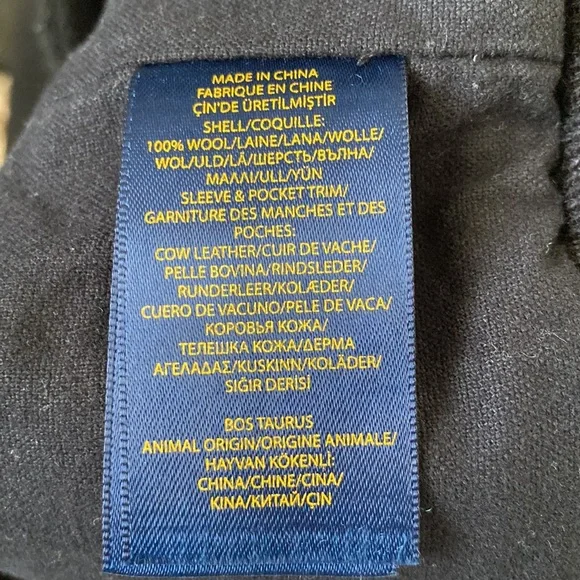 MADE IN CHINA
FABRIQUE EN CHINE
ÇİN'DE ÜRETİLMİŞTİR
SHELL/COQUILLE:
100% WOOL/LAINE/LANA/WOLLE/
WOL/ULD/LÃ/ШЕРСТЬ/ВЪЛНА/
ΜΑΛΛΙ/ULL/YÜN
SLEEVE & POCKET TRIM/
GARNITURE DES MANCHES ET DES
POCHES:
COW LEATHER/CUIR DE VACHE/
PELLE BOVINA/RINDSLEDER/
RUNDERLEER/KOLÆDER/
CUERO DE VACUNO/PELE DE VACA/
КОРОВЬЯ КОЖА/
ТЕЛЕШКА КОЖА/ΔΕΡΜΑ
ΑΓΕΛΑΔΑΣ/KUSKINN/KOLÄDER/
SIĞIR DERİSİ
BOS TAURUS
ANIMAL ORIGIN/ORIGINE ANIMALE/
HAYVAN KÖKENLİ:
CHINA/CHINE/CINA/
KINA/КИТАЙ/ÇİN